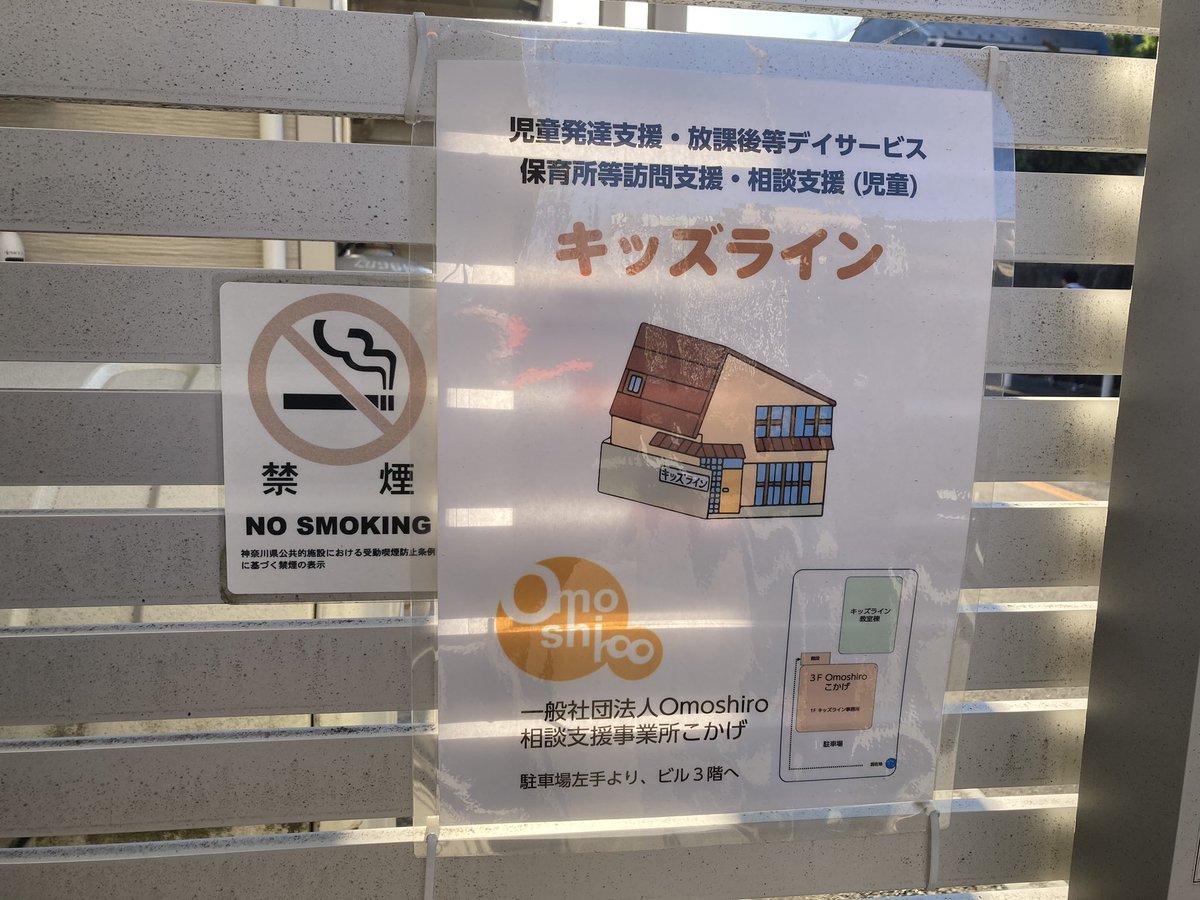 児童発達支援・放課後等デイサービス
保育所等訪問支援・相談支援 (児童)
キッズライン
キッズライン
禁 煙
NO SMOKING
神奈川県公共的施設における受動喫煙防止条例
に基づく禁煙の表示
Omo
shiroo
一般社団法人Omoshiro
相談支援事業所こかげ
駐車場左手より、ビル３階へ
キッズライン
教室棟
階段
３F Omoshiro
こかげ
1F キッズライン事務所
駐車場
現在地